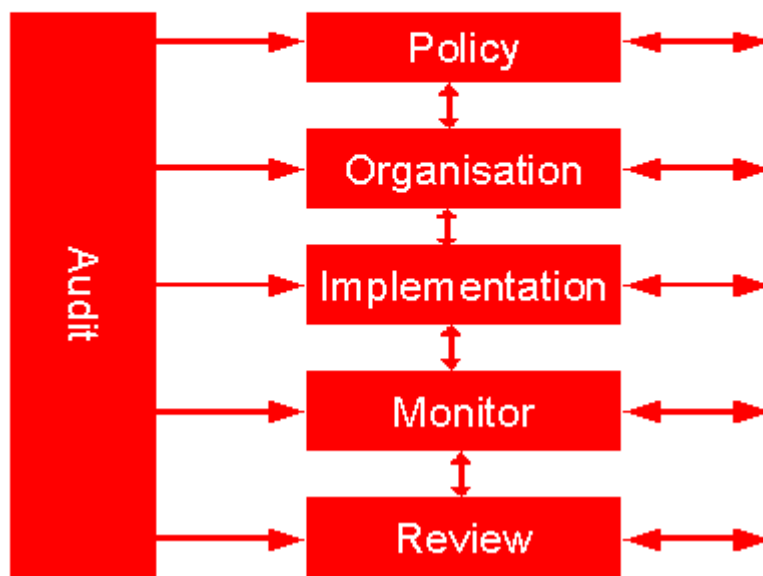 Audit
Policy
Organisation
Implementation
Monitor
Review